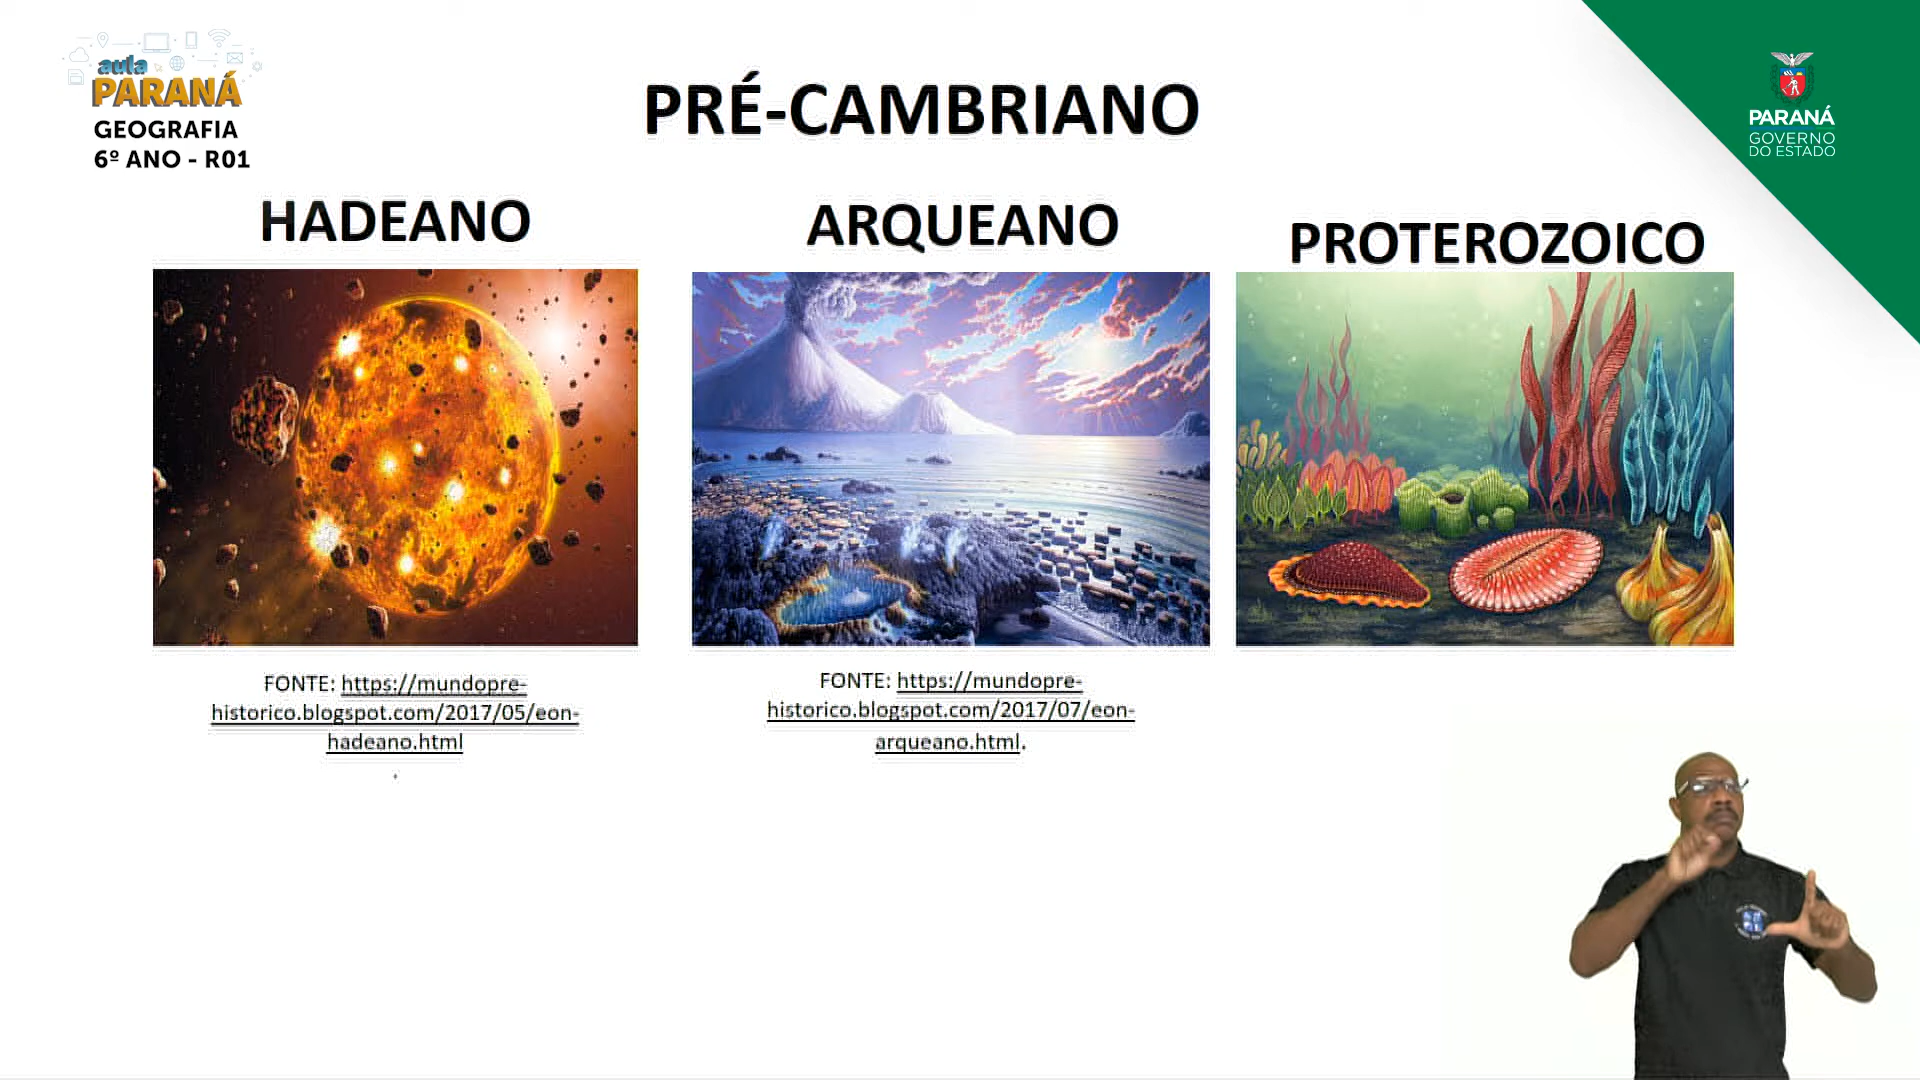 aula
PARANÁ
GEOGRAFIA
6º ANO - R01
PRÉ-CAMBRIANO
PARANÁ
GOVERNO
DO ESTADO
HADEANO
ARQUEANO
PROTEROZOICO
FONTE: https://mundopre-
historico.blogspot.com/2017/05/eon-
hadeano.html
.
FONTE: https://mundopre-
historico.blogspot.com/2017/07/eon-
arqueano.html.